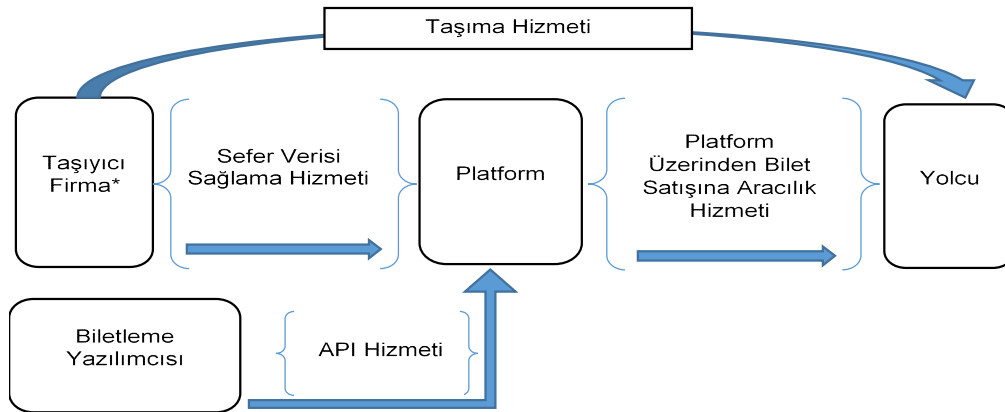 Taşıma Hizmeti
Taşıyıcı
Firma*
Sefer Verisi
Sağlama Hizmeti
Platform
Platform
Üzerinden Bilet
Satışına Aracılık
Hizmeti
Yolcu
Biletleme
Yazılımcısı
API Hizmeti